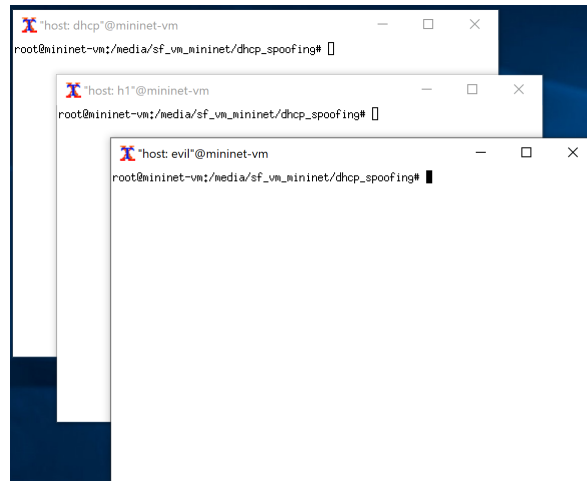 "host: dhcp"@mininet-vm
root@mininet-vm:/media/sf_vm_mininet/dhcp_spoofing#
"host: h1"@mininet-vm
root@mininet-vm:/media/sf_vm_mininet/dhcp_spoofing#
"host: evil"@mininet-vm
root@mininet-vm:/media/sf_vm_mininet/dhcp_spoofing#